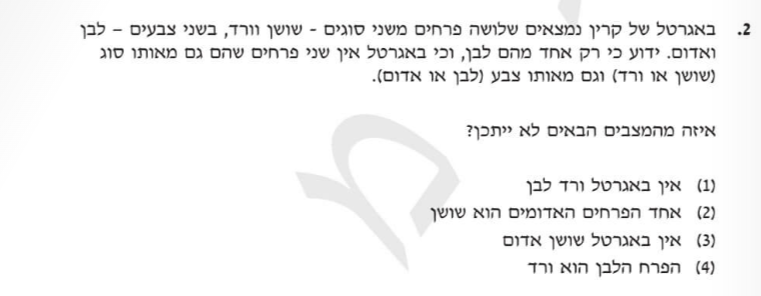 2. באגרטל של קרין נמצאים שלושה פרחים משני סוגים - שושן וורד, בשני צבעים – לבן
ואדום. ידוע כי רק אחד מהם לבן, וכי באגרטל אין שני פרחים שהם גם מאותו סוג
(שושן או ורד) וגם מאותו צבע (לבן או אדום).
איזה מהמצבים הבאים לא ייתכן?
(1) אין באגרטל ורד לבן
(2) אחד הפרחים האדומים הוא שושן
(3) אין באגרטל שושן אדום
(4) הפרח הלבן הוא ורד